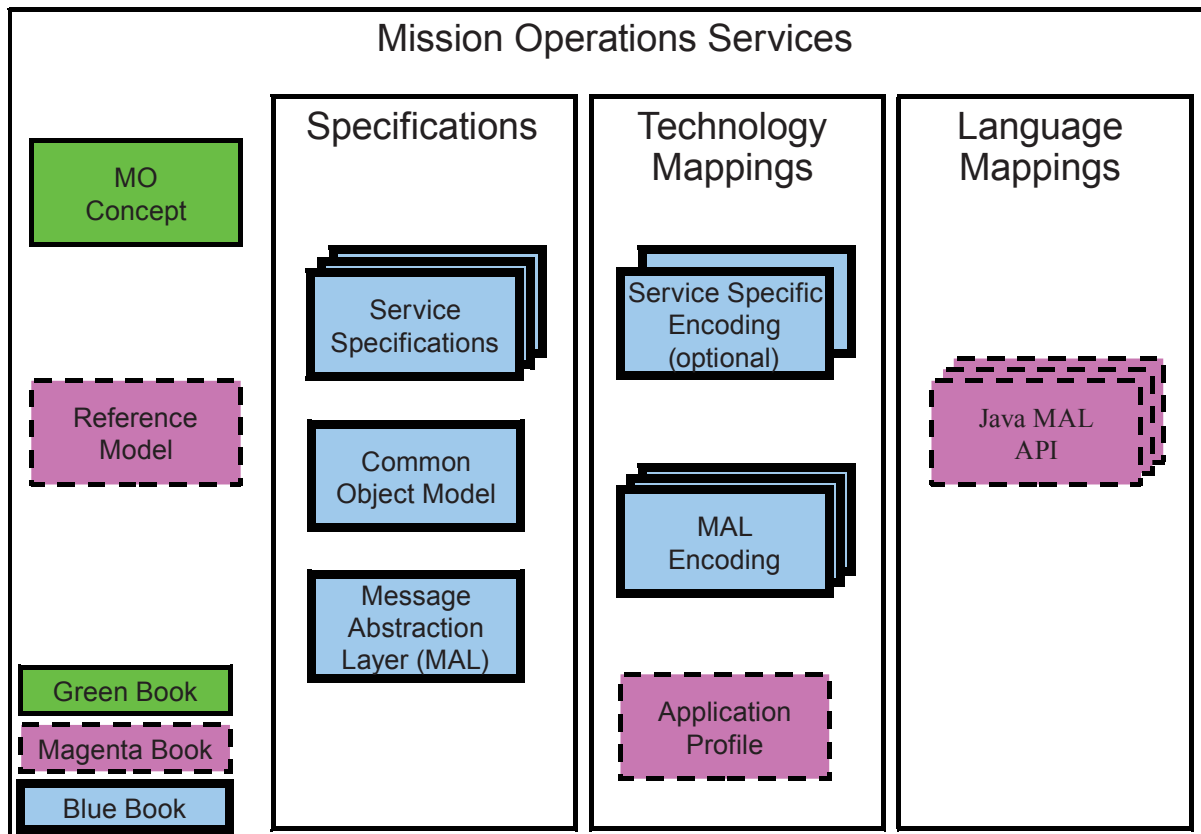 Mission Operations Services
MO
Concept
Reference
Model
Green Book
Magenta Book
Blue Book
Specifications
Service
Specifications
Common
Object Model
Message
Abstraction
Layer (MAL)
Technology
Mappings
Service Specific
Encoding
(optional)
MAL
Encoding
Application
Profile
Language
Mappings
Java MAL
API